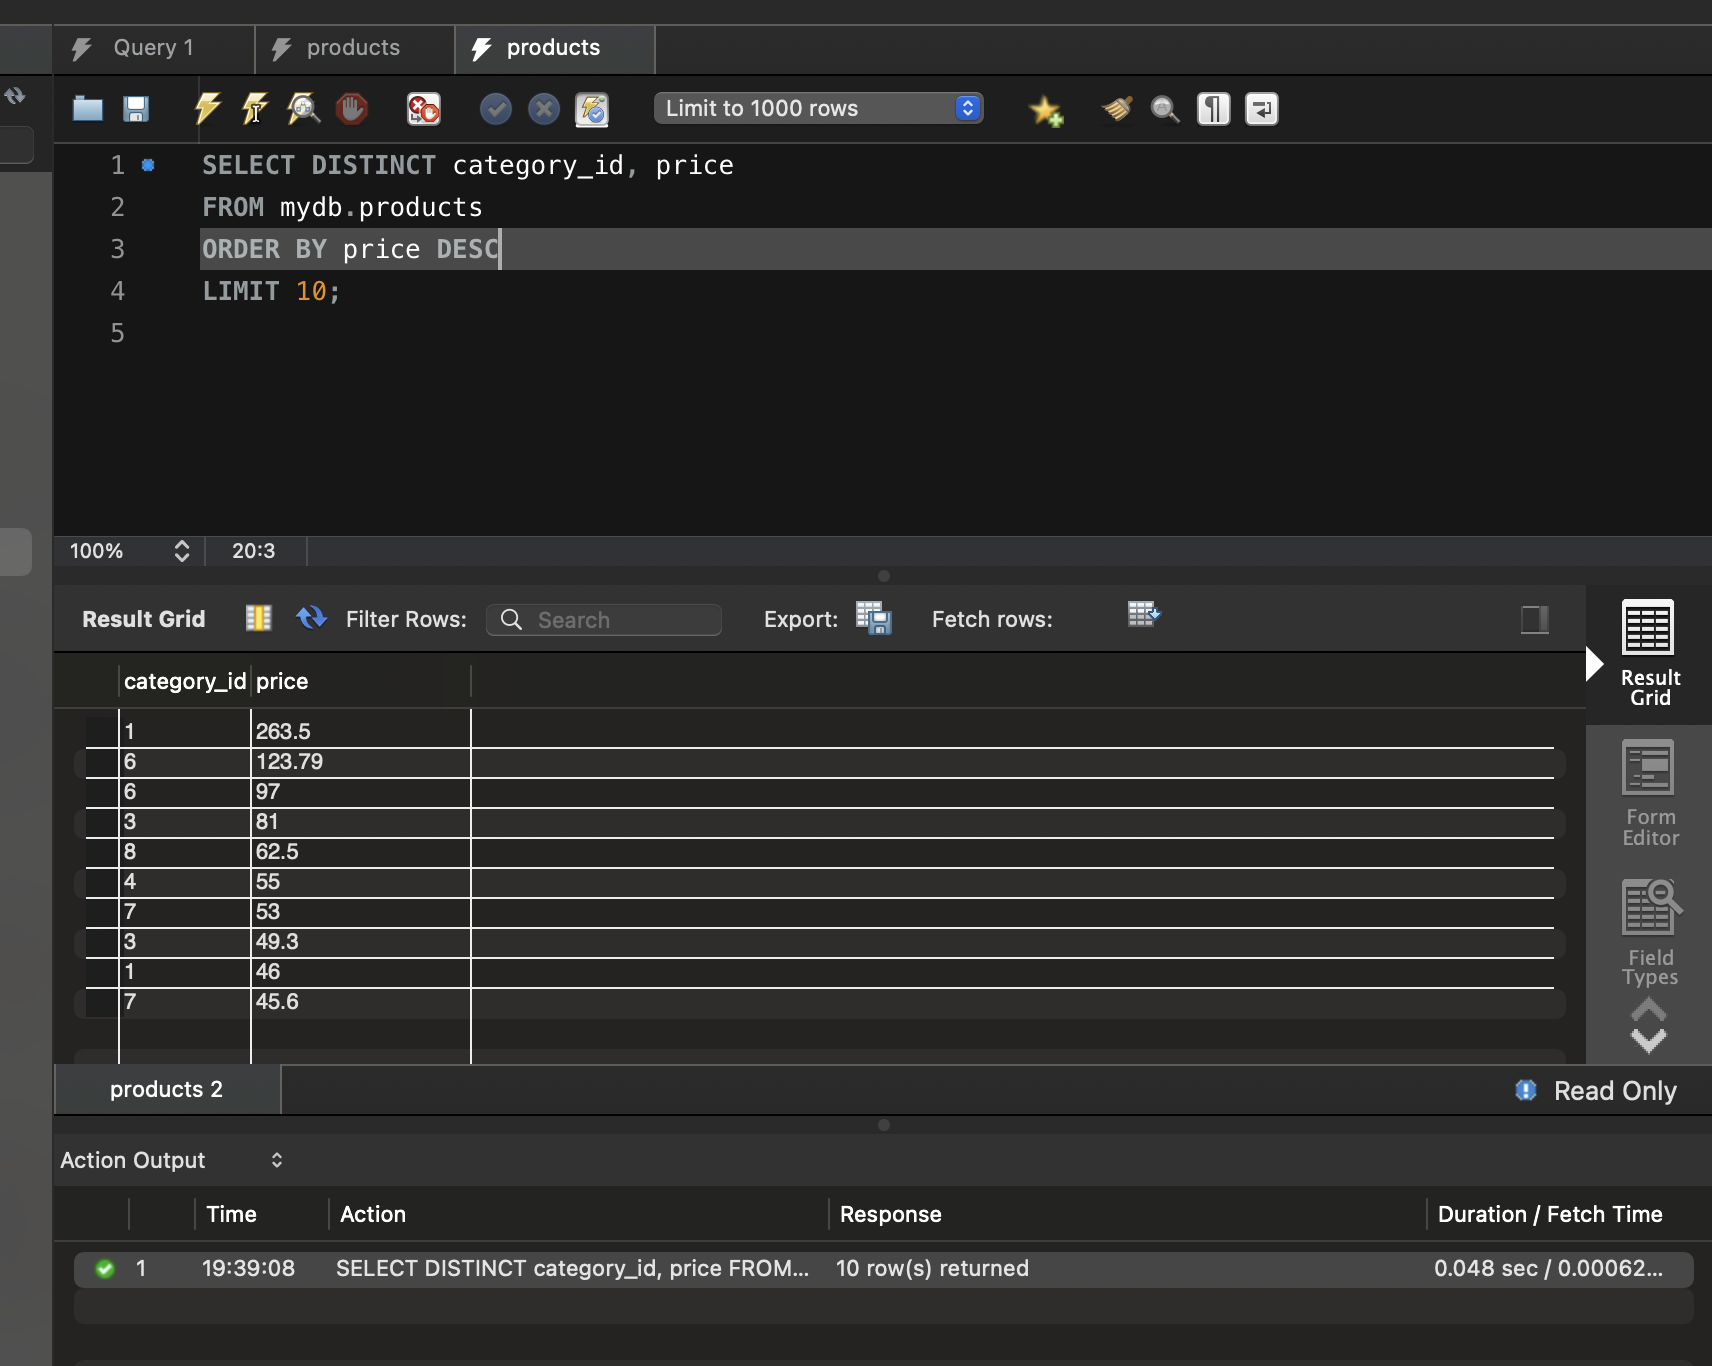 Query 1 products products
Limit to 1000 rows
1 SELECT DISTINCT category_id, price
2 FROM mydb.products
3 ORDER BY price DESC
4 LIMIT 10;
5
100% 20:3
Result Grid Filter Rows: Search Export: Fetch rows:
category_id price
1 263.5
6 123.79
6 97
3 81
8 62.5
4 55
7 53
3 49.3
1 46
7 45.6
Result
Grid
Form
Editor
Field
Types
products 2 Read Only
Action Output
Time Action Response Duration / Fetch Time
1 19:39:08 SELECT DISTINCT category_id, price FROM... 10 row(s) returned 0.048 sec / 0.00062...